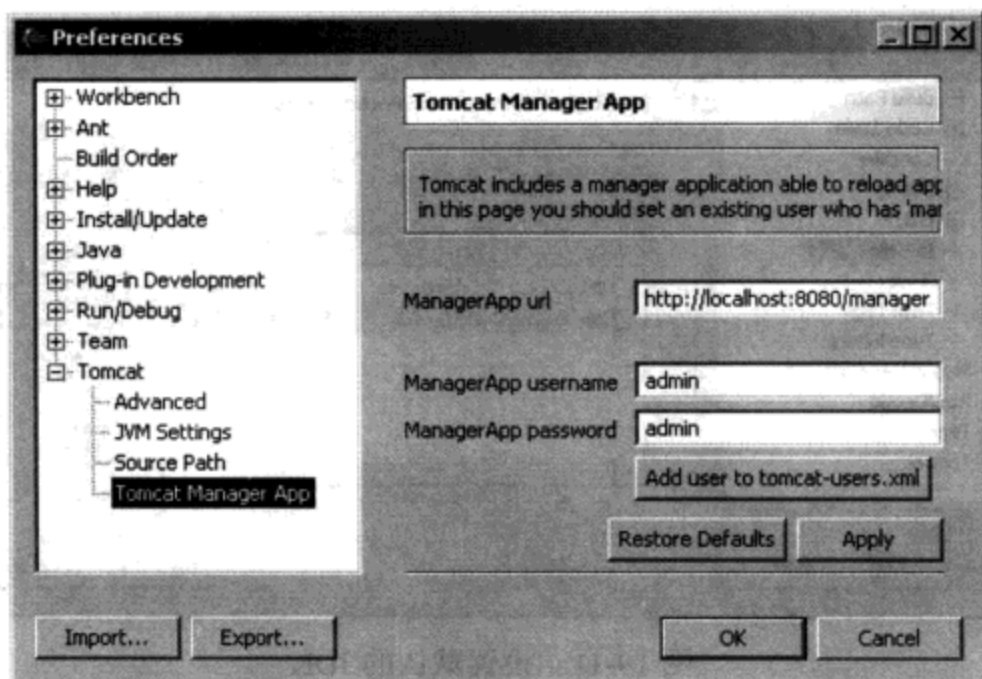 Preferences
Workbench
Ant
Build Order
Help
Install/Update
Java
Plug-in Development
Run/Debug
Team
Tomcat
Advanced
JVM Settings
Source Path
Tomcat Manager App
Tomcat Manager App
Tomcat includes a manager application able to reload app
in this page you should set an existing user who has 'mar
ManagerApp url http://localhost:8080/manager
ManagerApp username admin
ManagerApp password admin
Add user to tomcat-users.xml
Restore Defaults Apply
Import... Export... OK Cancel